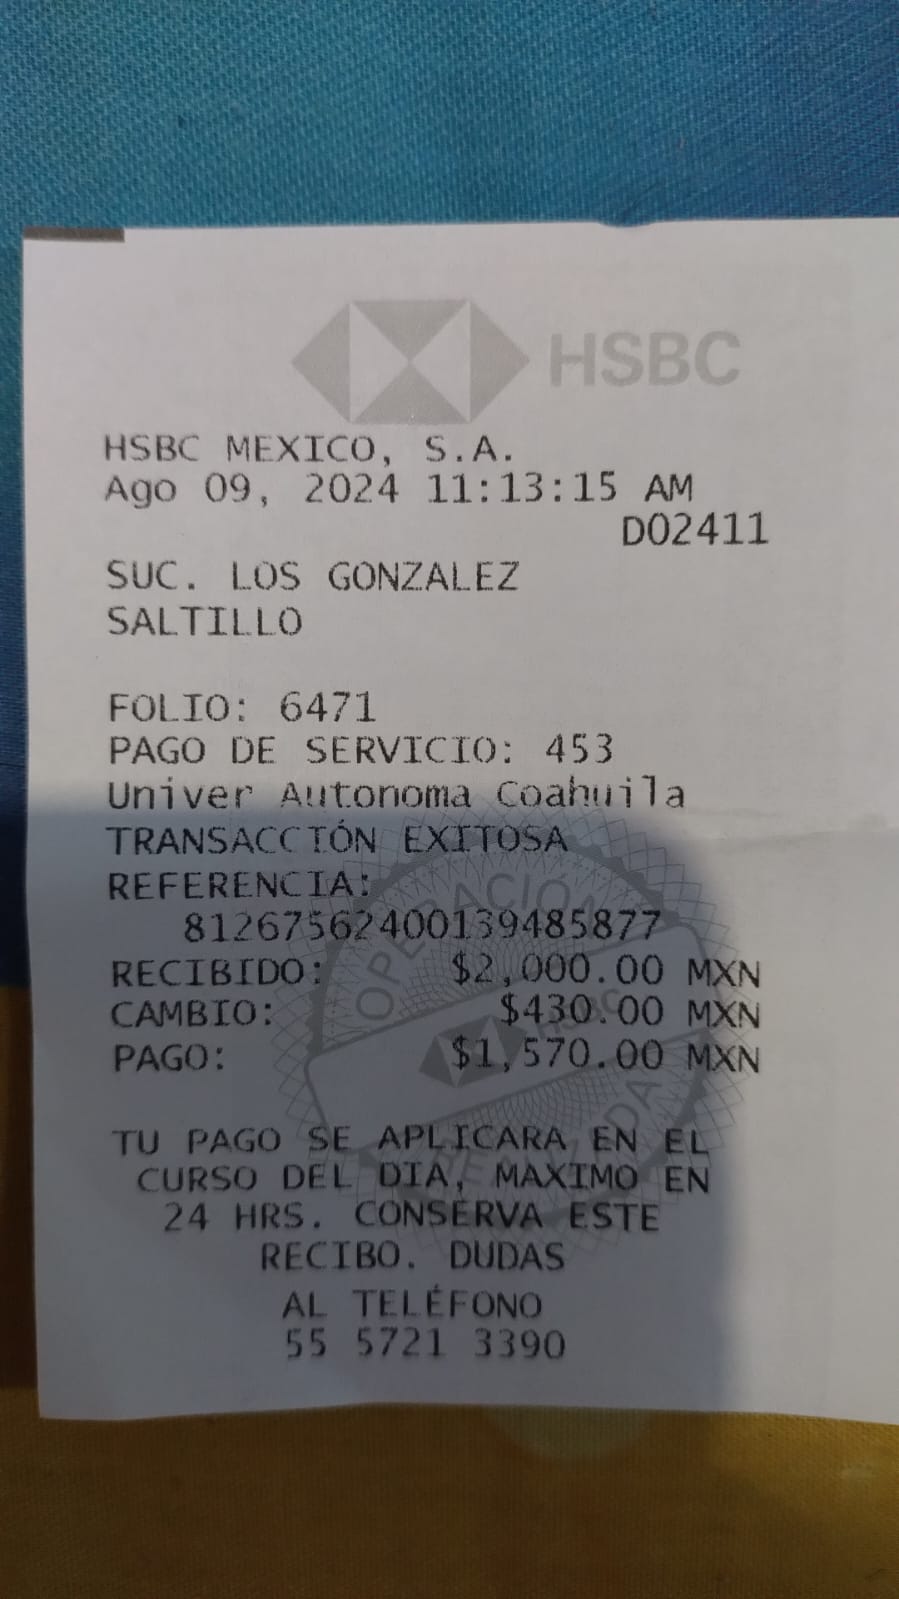 HSBC
HSBC MEXICO, S.A.
Ago 09, 2024 11:13:15 AM
DO2411
SUC. LOS GONZALEZ
SALTILLO
FOLIO: 6471
PAGO DE SERVICIO: 453
Univer Autonoma Coahuila
TRANSACCIÓN EXITOSA
REFERENCIA:
81267562400139485877
RECIBIDO: $2,000.00 MXN
CAMBIO: $430.00 MXN
PAGO: $1,570.00 MXN
TU PAGO SE APLICARA EN EL
CURSO DEL DIA, MAXIMO EN
24 HRS. CONSERVA ESTE
RECIBO. DUDAS
AL TELÉFONO
55 5721 3390
OPERACIÓN
HSBC